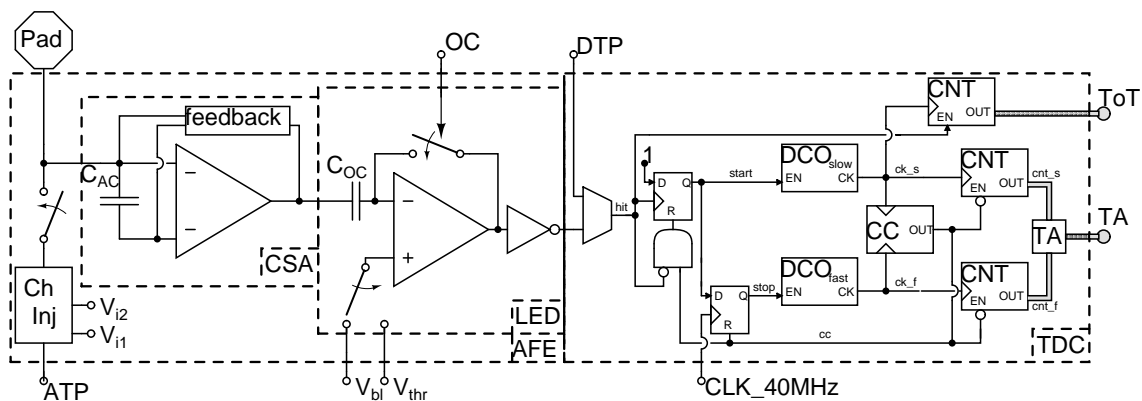 Pad
OC
DTP
feedback
C_AC
−
−
CSA
Ch
Inj
V_i2
V_i1
ATP
C_OC
−
+
LED
AFE
V_bl
V_thr
hit
1
D
Q
R
start
DCO_slow
EN
CK
ck_s
CNT
EN
OUT
ToT
CNT
EN
OUT
cnt_s
CC
OUT
TA
TA
D
Q
R
stop
DCO_fast
EN
CK
ck_f
CNT
EN
OUT
cnt_f
cc
TDC
CLK_40MHz